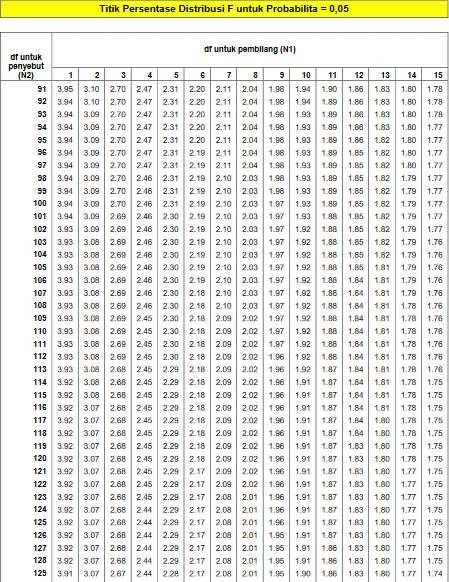 Titik Persentase Distribusi F untuk Probabilita = 0,05
df untuk penyebut (N2)
df untuk pembilang (N1)
1 2 3 4 5 6 7 8 9 10 11 12 13 14 15
91 3.95 3.10 2.70 2.47 2.31 2.20 2.11 2.04 1.98 1.94 1.90 1.86 1.83 1.80 1.78
92 3.94 3.10 2.70 2.47 2.31 2.20 2.11 2.04 1.98 1.94 1.89 1.86 1.83 1.80 1.78
93 3.94 3.09 2.70 2.47 2.31 2.20 2.11 2.04 1.98 1.93 1.89 1.86 1.83 1.80 1.78
94 3.94 3.09 2.70 2.47 2.31 2.20 2.11 2.04 1.98 1.93 1.89 1.86 1.83 1.80 1.77
95 3.94 3.09 2.70 2.47 2.31 2.20 2.11 2.04 1.98 1.93 1.89 1.86 1.82 1.80 1.77
96 3.94 3.09 2.70 2.47 2.31 2.19 2.11 2.04 1.98 1.93 1.89 1.85 1.82 1.80 1.77
97 3.94 3.09 2.70 2.47 2.31 2.19 2.11 2.04 1.98 1.93 1.89 1.85 1.82 1.80 1.77
98 3.94 3.09 2.70 2.46 2.31 2.19 2.10 2.03 1.98 1.93 1.89 1.85 1.82 1.79 1.77
99 3.94 3.09 2.70 2.46 2.31 2.19 2.10 2.03 1.98 1.93 1.89 1.85 1.82 1.79 1.77
100 3.94 3.09 2.70 2.46 2.31 2.19 2.10 2.03 1.97 1.93 1.89 1.85 1.82 1.79 1.77
101 3.94 3.09 2.69 2.46 2.30 2.19 2.10 2.03 1.97 1.93 1.88 1.85 1.82 1.79 1.77
102 3.93 3.09 2.69 2.46 2.30 2.19 2.10 2.03 1.97 1.92 1.88 1.85 1.82 1.79 1.77
103 3.93 3.08 2.69 2.46 2.30 2.19 2.10 2.03 1.97 1.92 1.88 1.85 1.82 1.79 1.76
104 3.93 3.08 2.69 2.46 2.30 2.19 2.10 2.03 1.97 1.92 1.88 1.85 1.82 1.79 1.76
105 3.93 3.08 2.69 2.46 2.30 2.19 2.10 2.03 1.97 1.92 1.88 1.85 1.81 1.79 1.76
106 3.93 3.08 2.69 2.46 2.30 2.19 2.10 2.03 1.97 1.92 1.88 1.84 1.81 1.79 1.76
107 3.93 3.08 2.69 2.46 2.30 2.18 2.10 2.03 1.97 1.92 1.88 1.84 1.81 1.79 1.76
108 3.93 3.08 2.69 2.46 2.30 2.18 2.10 2.03 1.97 1.92 1.88 1.84 1.81 1.78 1.76
109 3.93 3.08 2.69 2.45 2.30 2.18 2.09 2.02 1.97 1.92 1.88 1.84 1.81 1.78 1.76
110 3.93 3.08 2.69 2.45 2.30 2.18 2.09 2.02 1.97 1.92 1.88 1.84 1.81 1.78 1.76
111 3.93 3.08 2.69 2.45 2.30 2.18 2.09 2.02 1.97 1.92 1.88 1.84 1.81 1.78 1.76
112 3.93 3.08 2.69 2.45 2.30 2.18 2.09 2.02 1.96 1.92 1.88 1.84 1.81 1.78 1.76
113 3.93 3.08 2.68 2.45 2.29 2.18 2.09 2.02 1.96 1.92 1.87 1.84 1.81 1.78 1.76
114 3.92 3.08 2.68 2.45 2.29 2.18 2.09 2.02 1.96 1.91 1.87 1.84 1.81 1.78 1.75
115 3.92 3.08 2.68 2.45 2.29 2.18 2.09 2.02 1.96 1.91 1.87 1.84 1.81 1.78 1.75
116 3.92 3.07 2.68 2.45 2.29 2.18 2.09 2.02 1.96 1.91 1.87 1.84 1.81 1.78 1.75
117 3.92 3.07 2.68 2.45 2.29 2.18 2.09 2.02 1.96 1.91 1.87 1.84 1.80 1.78 1.75
118 3.92 3.07 2.68 2.45 2.29 2.18 2.09 2.02 1.96 1.91 1.87 1.84 1.80 1.78 1.75
119 3.92 3.07 2.68 2.45 2.29 2.18 2.09 2.02 1.96 1.91 1.87 1.83 1.80 1.78 1.75
120 3.92 3.07 2.68 2.45 2.29 2.18 2.09 2.02 1.96 1.91 1.87 1.83 1.80 1.78 1.75
121 3.92 3.07 2.68 2.45 2.29 2.17 2.09 2.02 1.96 1.91 1.87 1.83 1.80 1.77 1.75
122 3.92 3.07 2.68 2.45 2.29 2.17 2.09 2.02 1.96 1.91 1.87 1.83 1.80 1.77 1.75
123 3.92 3.07 2.68 2.45 2.29 2.17 2.08 2.01 1.96 1.91 1.87 1.83 1.80 1.77 1.75
124 3.92 3.07 2.68 2.44 2.29 2.17 2.08 2.01 1.96 1.91 1.87 1.83 1.80 1.77 1.75
125 3.92 3.07 2.68 2.44 2.29 2.17 2.08 2.01 1.96 1.91 1.87 1.83 1.80 1.77 1.75
126 3.92 3.07 2.68 2.44 2.29 2.17 2.08 2.01 1.95 1.91 1.87 1.83 1.80 1.77 1.75
127 3.92 3.07 2.68 2.44 2.29 2.17 2.08 2.01 1.95 1.91 1.86 1.83 1.80 1.77 1.75
128 3.92 3.07 2.68 2.44 2.29 2.17 2.08 2.01 1.95 1.91 1.86 1.83 1.80 1.77 1.75
129 3.91 3.07 2.67 2.44 2.28 2.17 2.08 2.01 1.95 1.90 1.86 1.83 1.80 1.77 1.74